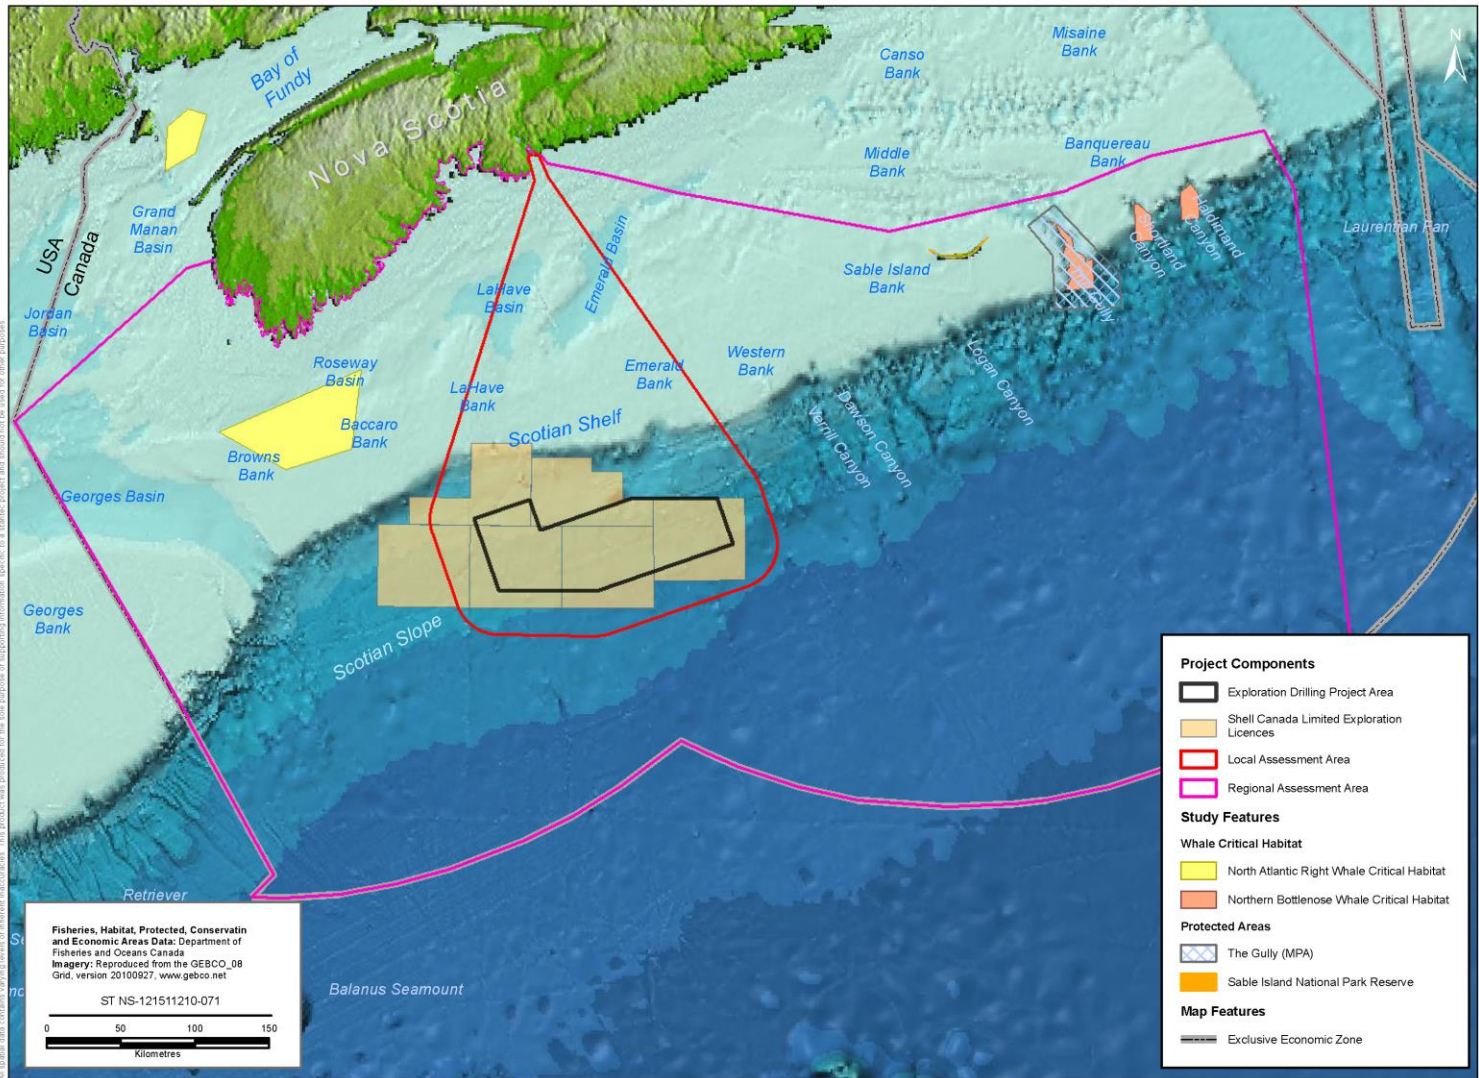 Misaine
Bank
Canso
Bank
N
Bay of
Fundy
Nova Scotia
Middle
Bank
Banquereau
Bank
Grand
Manan
Basin
USA
Canada
Emerald Basin
Haldimand
Canyon
Shortland
Canyon
Laurentian Fan
LaHave
Basin
Sable Island
Bank
The Gully
Jordan
Basin
Roseway
Basin
Emerald
Bank
Western
Bank
Logan Canyon
LaHave
Bank
Baccaro
Bank
Scotian Shelf
Dawson Canyon
Verrill Canyon
Browns
Bank
Georges Basin
Georges
Bank
Scotian Slope
Retriever
Balanus Seamount
Project Components
Exploration Drilling Project Area
Shell Canada Limited Exploration
Licences
Local Assessment Area
Regional Assessment Area
Study Features
Whale Critical Habitat
North Atlantic Right Whale Critical Habitat
Northern Bottlenose Whale Critical Habitat
Protected Areas
The Gully (MPA)
Sable Island National Park Reserve
Map Features
Exclusive Economic Zone
Fisheries, Habitat, Protected, Conservatin
and Economic Areas Data: Department of
Fisheries and Oceans Canada
Imagery: Reproduced from the GEBCO_08
Grid, version 20100927, www.gebco.net
ST NS-121511210-071
0 50 100 150
Kilometres